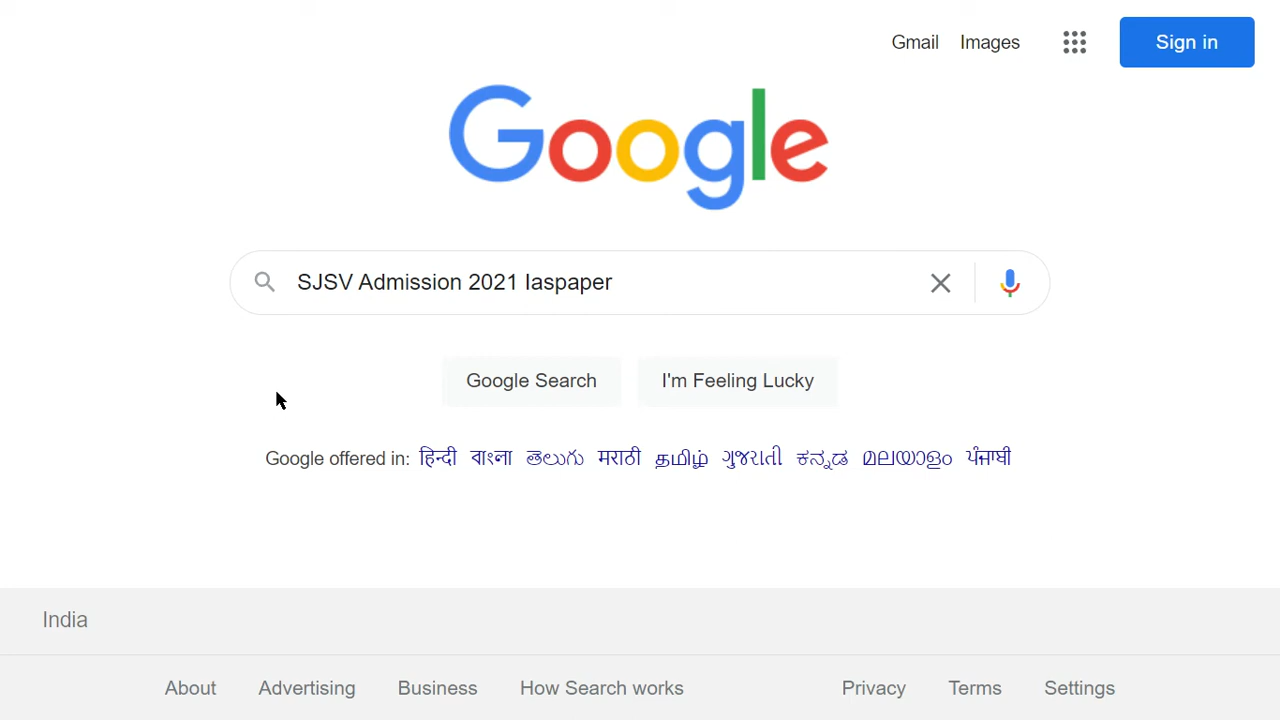 Gmail Images Sign in
Google
SJSV Admission 2021 Iaspaper
Google Search I'm Feeling Lucky
Google offered in: हिन्दी বাংলা తెలుగు मराठी தமிழ் ગુજરાતી ಕನ್ನಡ മലയാളം ਪੰਜਾਬੀ
India
About Advertising Business How Search works Privacy Terms Settings